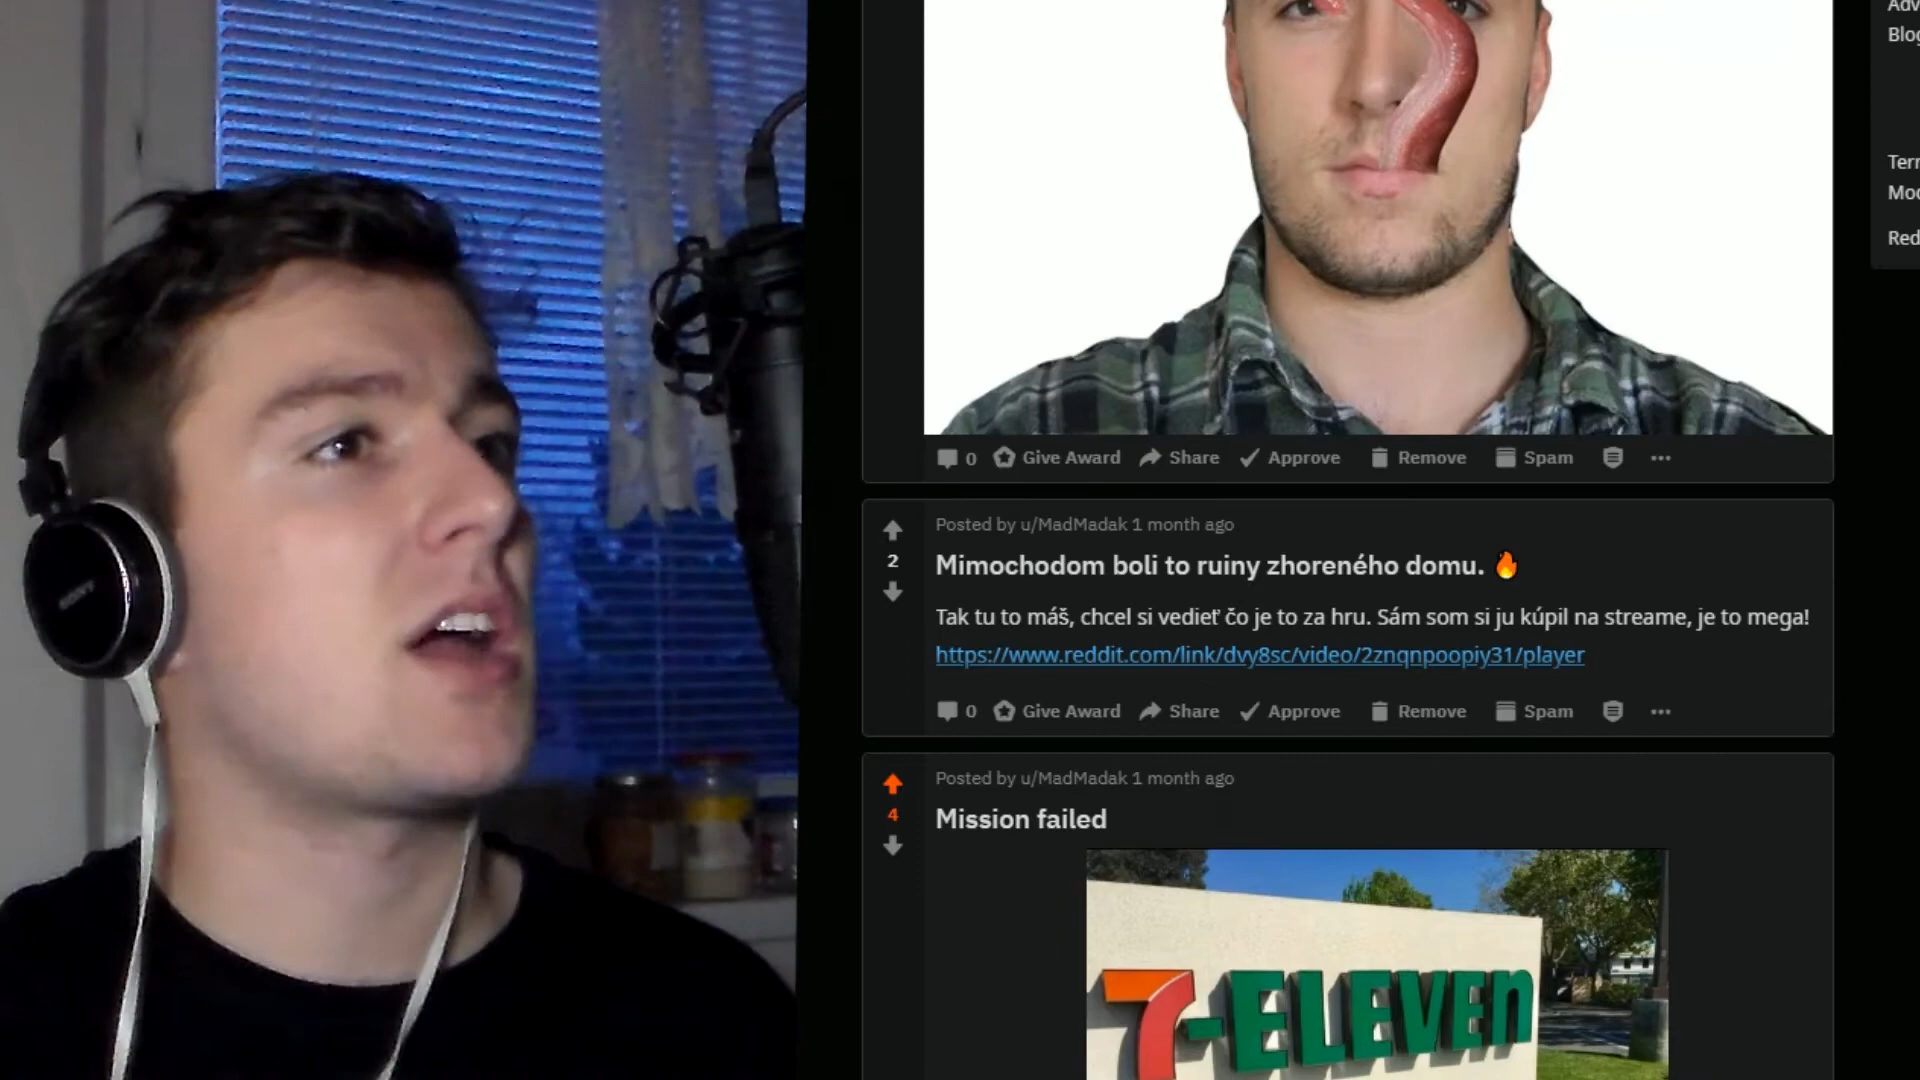 Adv
Blog
Terr
Mod
Red
0 Give Award Share Approve Remove Spam
Posted by u/MadMadak 1 month ago
2
Mimochodom boli to ruiny zhoreného domu. 🔥
Tak tu to máš, chcel si vedieť čo je to za hru. Sám som si ju kúpil na streame, je to mega!
https://www.reddit.com/link/dvy8sc/video/2znqnpoopiy31/player
0 Give Award Share Approve Remove Spam
Posted by u/MadMadak 1 month ago
4
Mission failed
7-ELEVEn
SONY